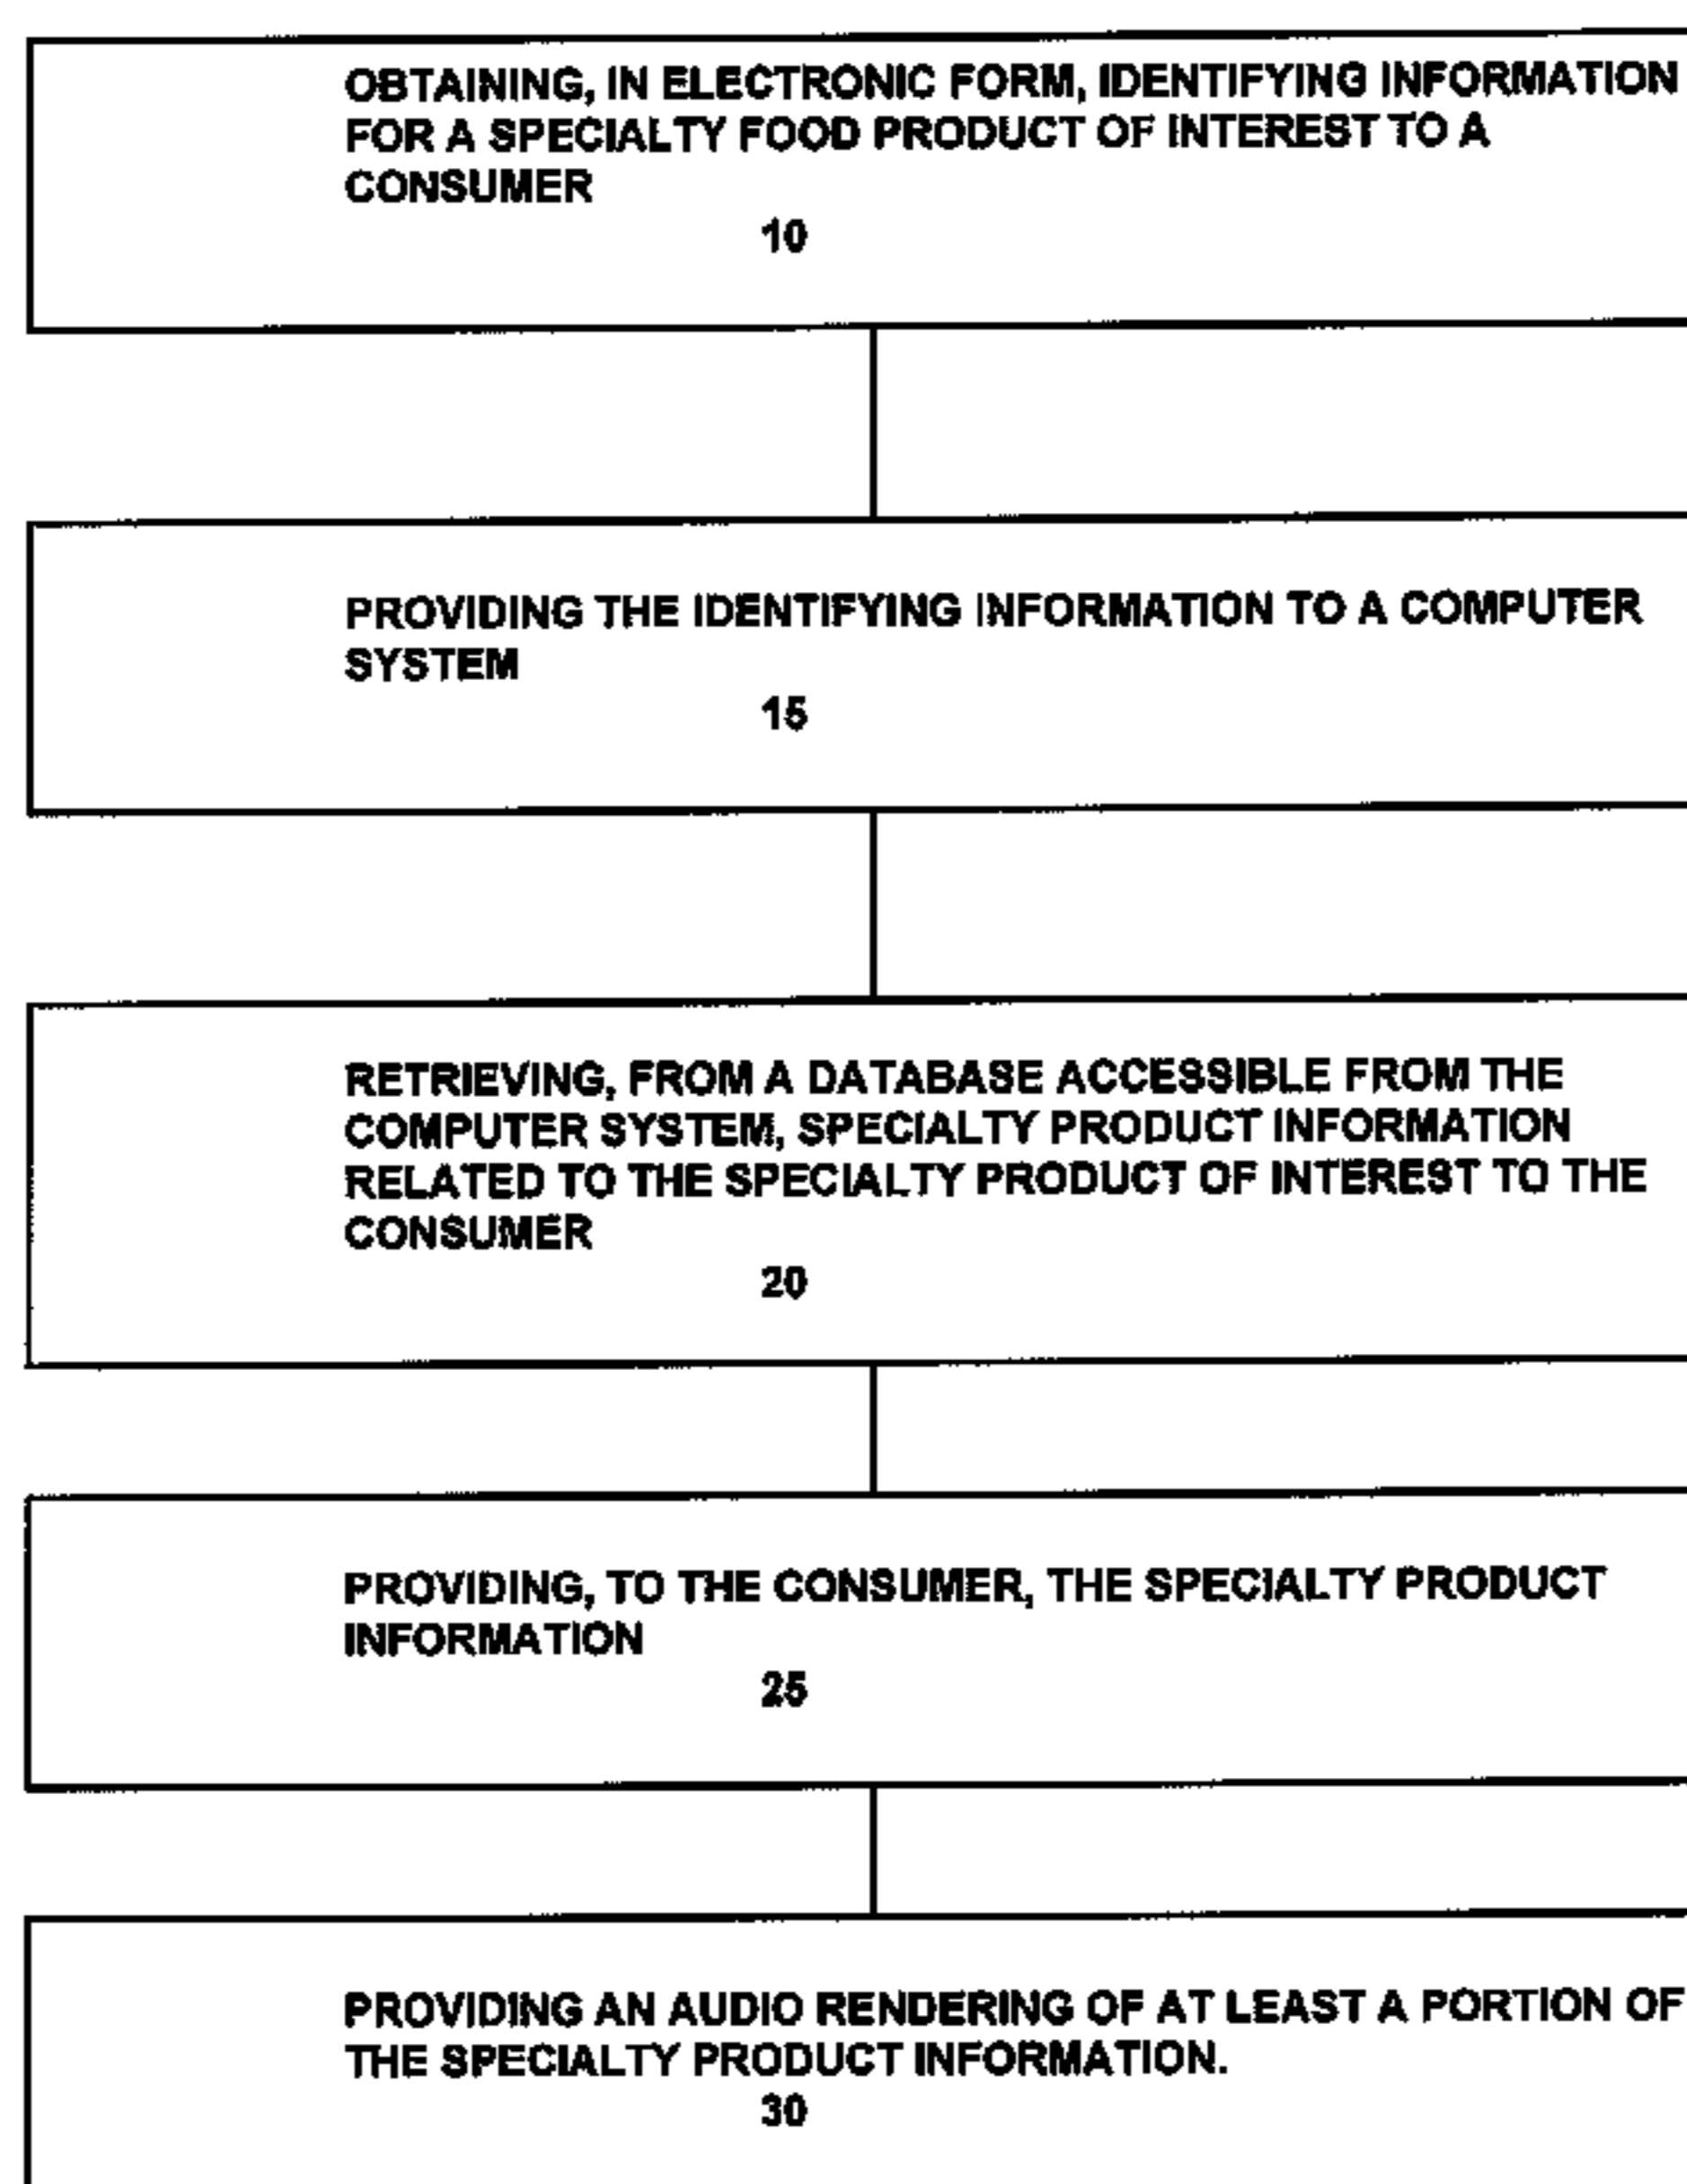 OBTAINING, IN ELECTRONIC FORM, IDENTIFYING INFORMATION
FOR A SPECIALTY FOOD PRODUCT OF INTEREST TO A
CONSUMER
10
PROVIDING THE IDENTIFYING INFORMATION TO A COMPUTER
SYSTEM
15
RETRIEVING, FROM A DATABASE ACCESSIBLE FROM THE
COMPUTER SYSTEM, SPECIALTY PRODUCT INFORMATION
RELATED TO THE SPECIALTY PRODUCT OF INTEREST TO THE
CONSUMER
20
PROVIDING, TO THE CONSUMER, THE SPECIALTY PRODUCT
INFORMATION
25
PROVIDING AN AUDIO RENDERING OF AT LEAST A PORTION OF
THE SPECIALTY PRODUCT INFORMATION.
30